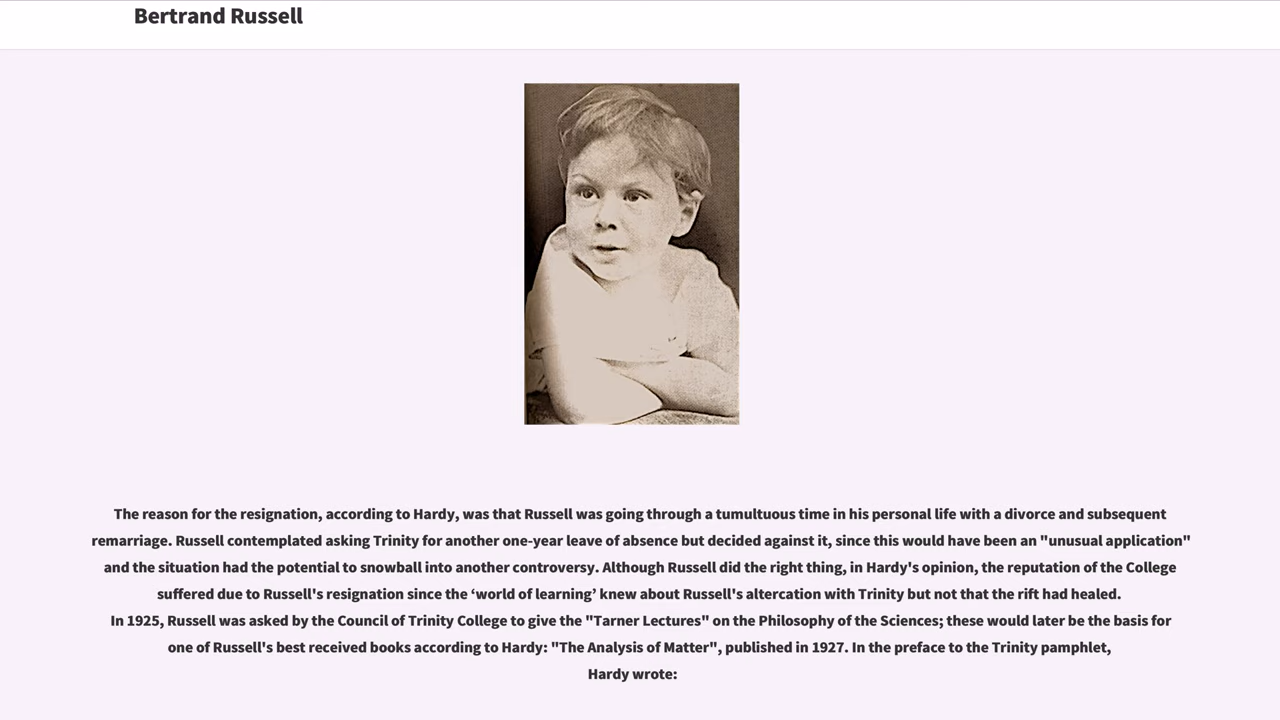 Bertrand Russell
The reason for the resignation, according to Hardy, was that Russell was going through a tumultuous time in his personal life with a divorce and subsequent
remarriage. Russell contemplated asking Trinity for another one-year leave of absence but decided against it, since this would have been an "unusual application"
and the situation had the potential to snowball into another controversy. Although Russell did the right thing, in Hardy's opinion, the reputation of the College
suffered due to Russell's resignation since the ‘world of learning’ knew about Russell's altercation with Trinity but not that the rift had healed.
In 1925, Russell was asked by the Council of Trinity College to give the "Tarner Lectures" on the Philosophy of the Sciences; these would later be the basis for
one of Russell's best received books according to Hardy: "The Analysis of Matter", published in 1927. In the preface to the Trinity pamphlet,
Hardy wrote: